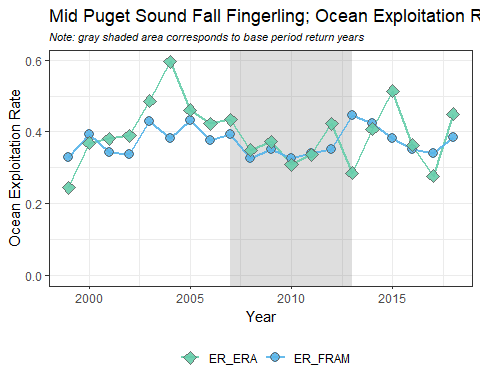 Mid Puget Sound Fall Fingerling; Ocean Exploitation R
Note: gray shaded area corresponds to base period return years
0.6
0.4
0.2
0.0
Ocean Exploitation Rate
2000 2005 2010 2015
Year
ER_ERA ER_FRAM